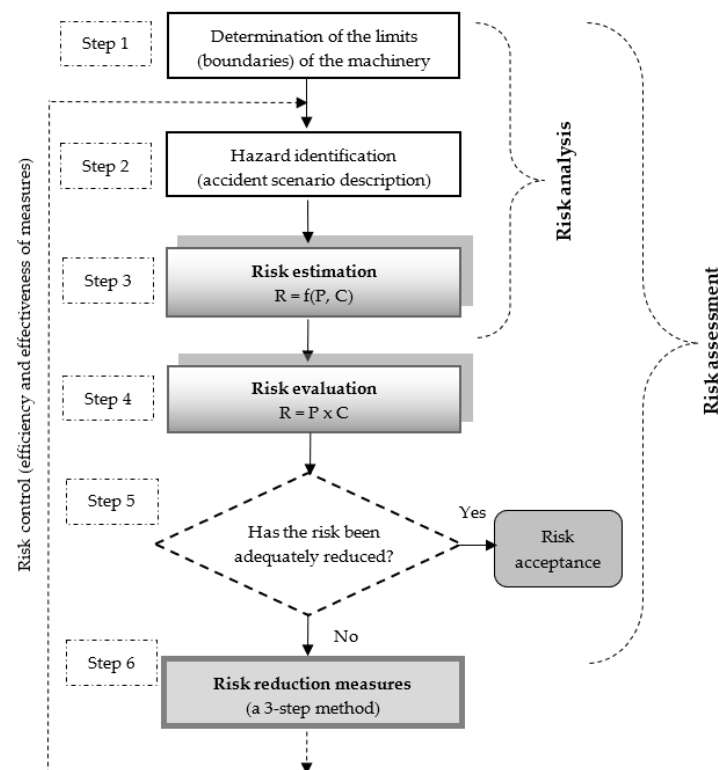 Step 1
Determination of the limits
(boundaries) of the machinery
Step 2
Hazard identification
(accident scenario description)
Step 3
Risk estimation
R = f(P, C)
Step 4
Risk evaluation
R = P x C
Step 5
Has the risk been
adequately reduced?
Yes
Risk
acceptance
No
Step 6
Risk reduction measures
(a 3-step method)
Risk control (efficiency and effectiveness of measures)
Risk analysis
Risk assessment